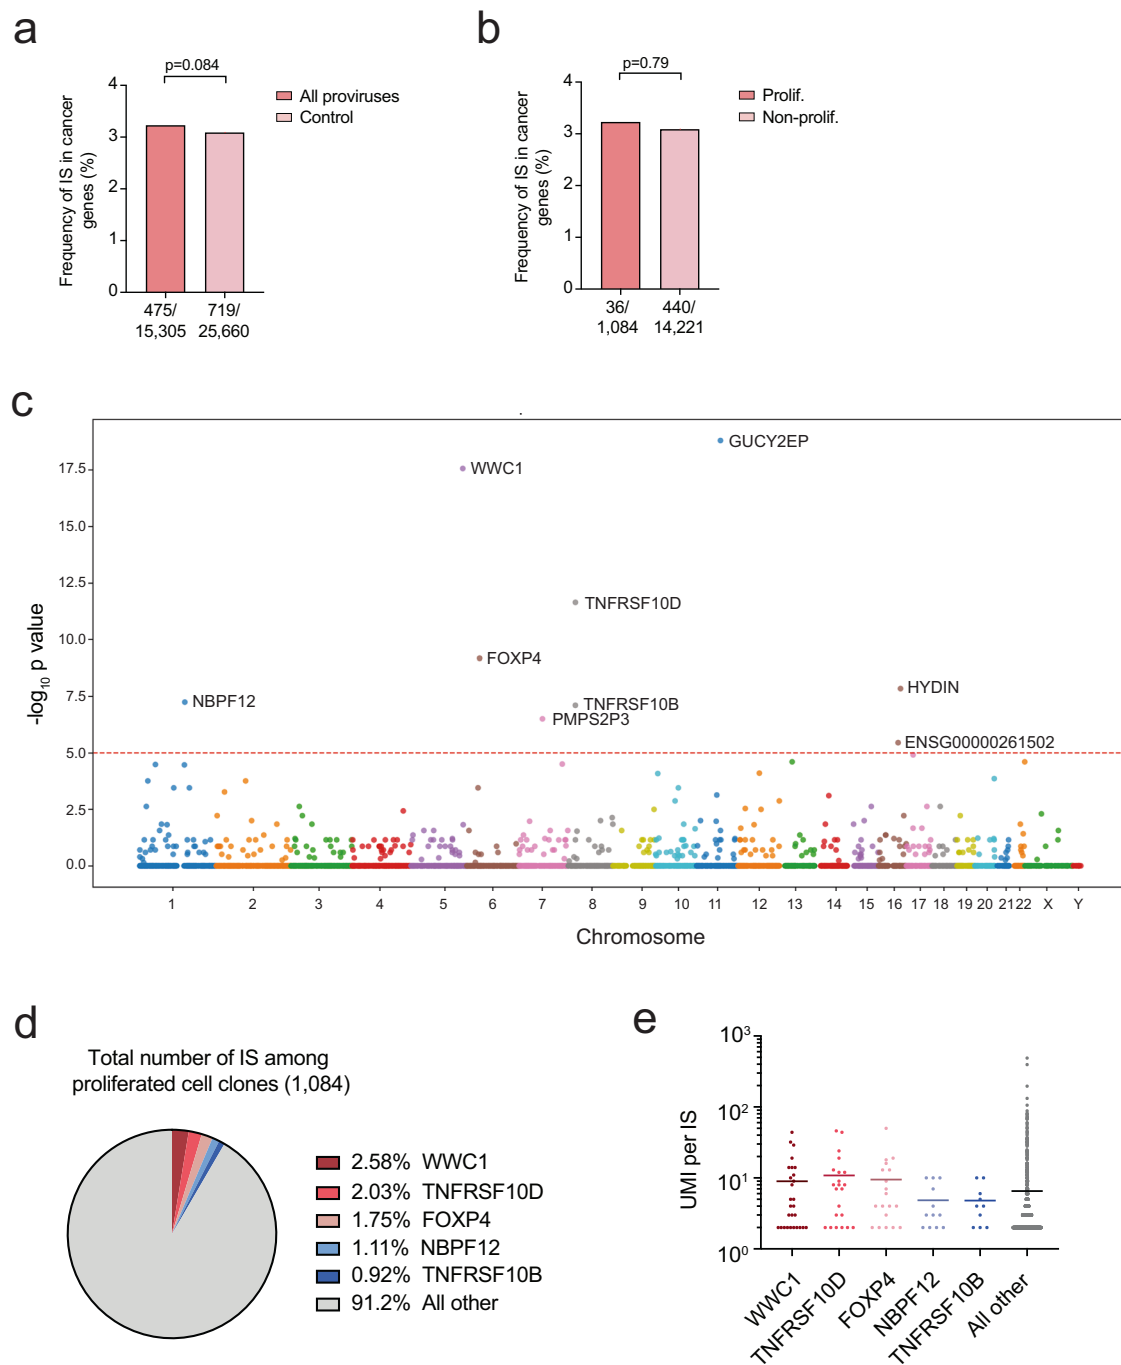 a
p=0.084
Frequency of IS in cancer
genes (%)
4
3
2
1
0
All proviruses
Control
475/
15,305
719/
25,660
b
p=0.79
Frequency of IS in cancer
genes (%)
4
3
2
1
0
Prolif.
Non-prolif.
36/
1,084
440/
14,221
c
-log10 p value
17.5
15.0
12.5
10.0
7.5
5.0
2.5
0.0
GUCY2EP
WWC1
TNFRSF10D
FOXP4
NBPF12
TNFRSF10B
PMPS2P3
HYDIN
ENSG00000261502
1 2 3 4 5 6 7 8 9 10 11 12 13 14 15 16 17 18 19 20 21 22 X Y
Chromosome
d
Total number of IS among
proliferated cell clones (1,084)
2.58% WWC1
2.03% TNFRSF10D
1.75% FOXP4
1.11% NBPF12
0.92% TNFRSF10B
91.2% All other
e
UMI per IS
10³
10²
10¹
10⁰
WWC1
TNFRSF10D
FOXP4
NBPF12
TNFRSF10B
All other